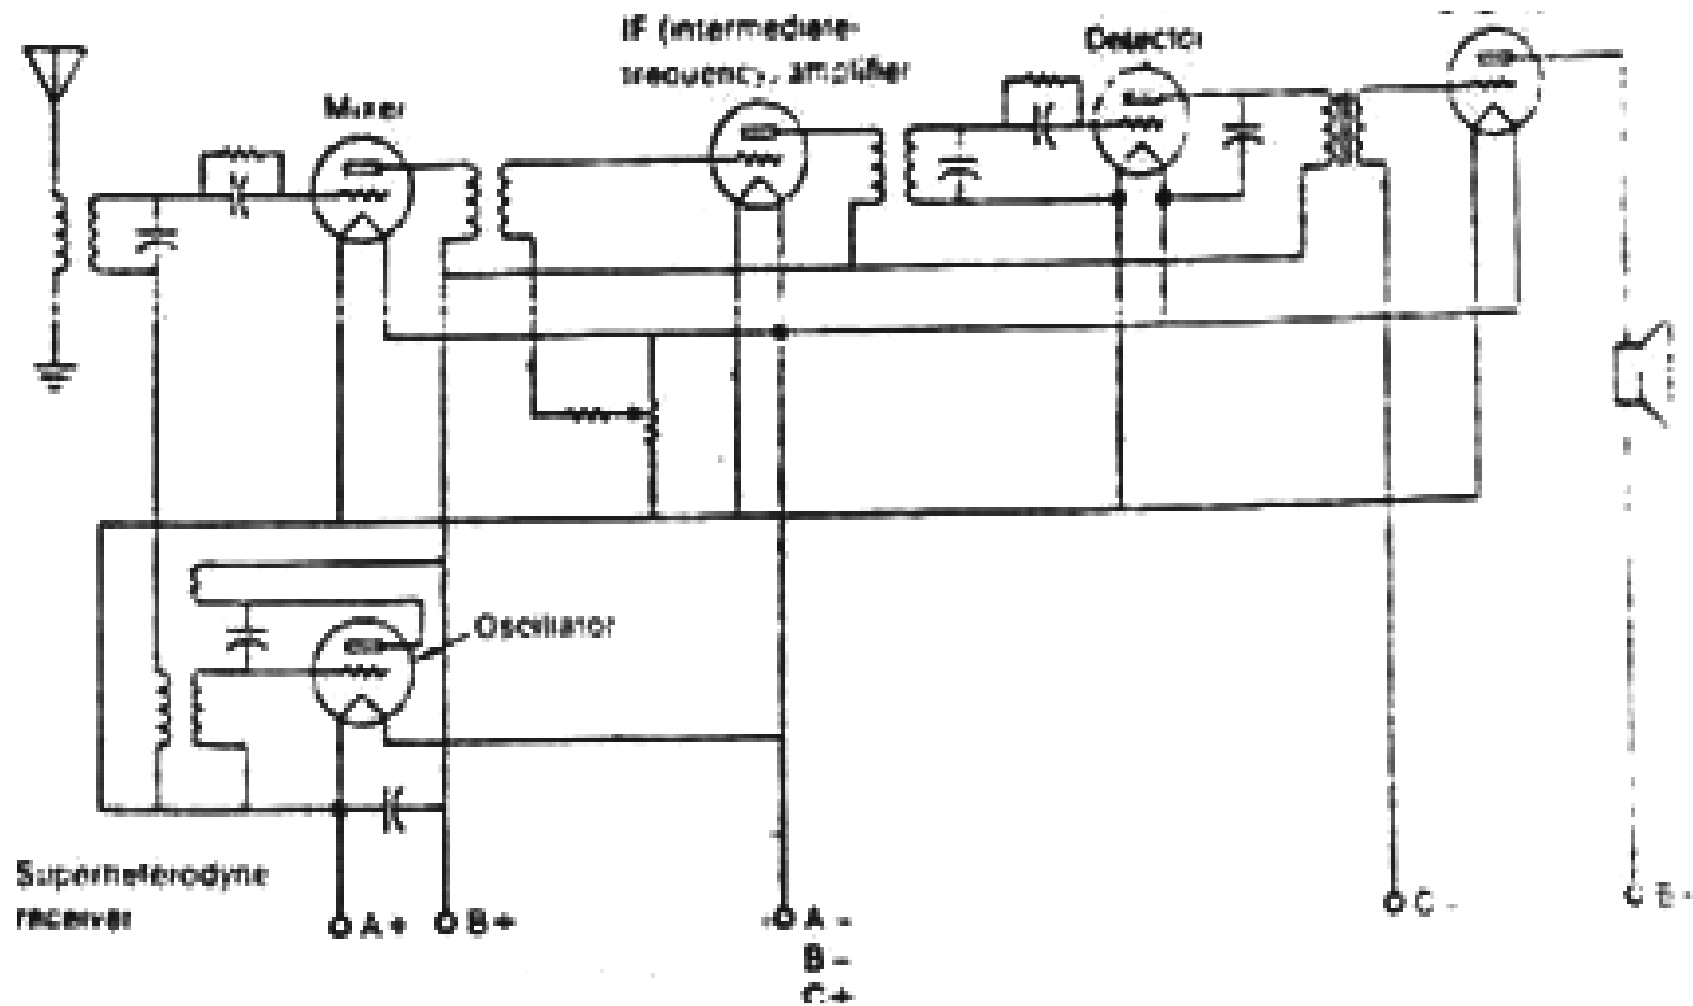 IF (intermediate-
frequency, amplifier
Detector
Mixer
Oscillator
Superheterodyne
receiver
A+
B+
A -
B -
C+
C -